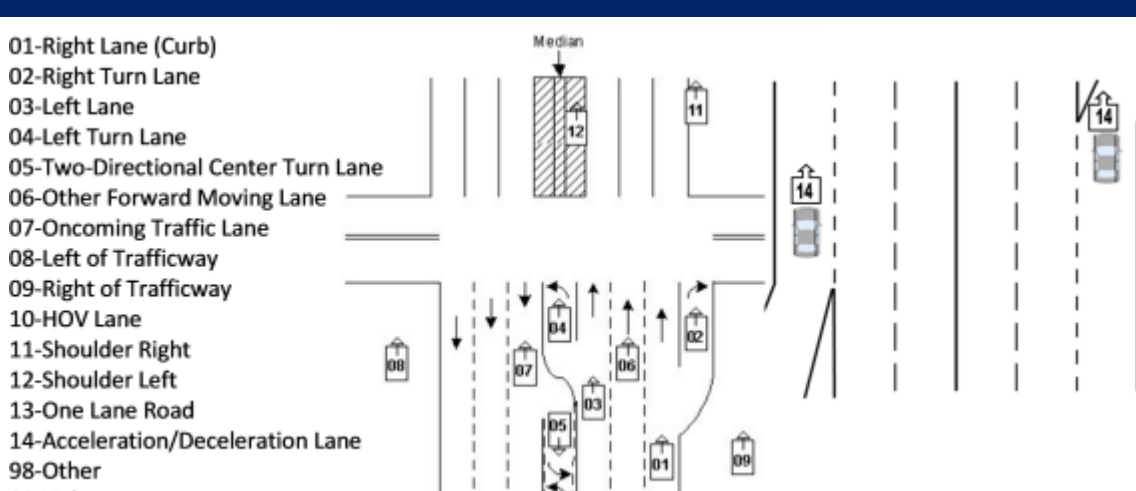 01-Right Lane (Curb)
02-Right Turn Lane
03-Left Lane
04-Left Turn Lane
05-Two-Directional Center Turn Lane
06-Other Forward Moving Lane
07-Oncoming Traffic Lane
08-Left of Trafficway
09-Right of Trafficway
10-HOV Lane
11-Shoulder Right
12-Shoulder Left
13-One Lane Road
14-Acceleration/Deceleration Lane
98-Other
Median
11
12
14
14
04
02
08
07
06
03
05
01
09